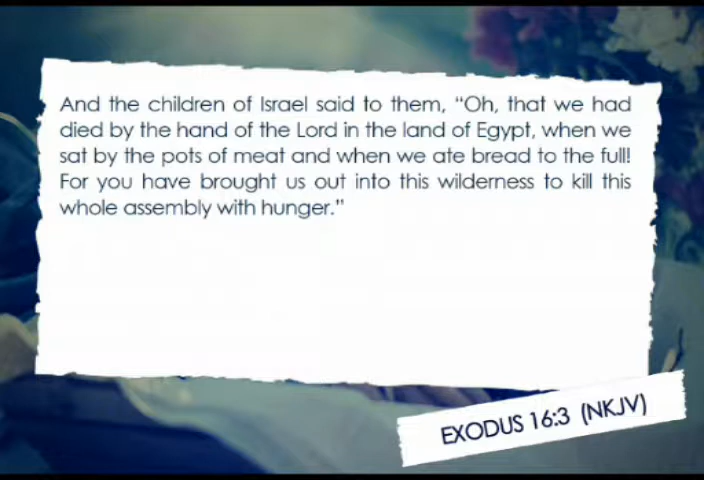 And the children of Israel said to them, “Oh, that we had
died by the hand of the Lord in the land of Egypt, when we
sat by the pots of meat and when we ate bread to the full!
For you have brought us out into this wilderness to kill this
whole assembly with hunger.”
EXODUS 16:3 (NKJV)